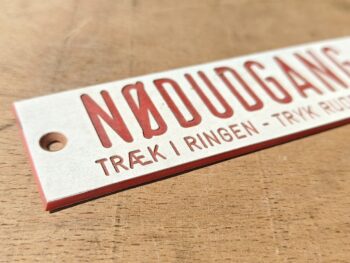 NØDUDGANG
TRÆK I RINGEN - TRYK